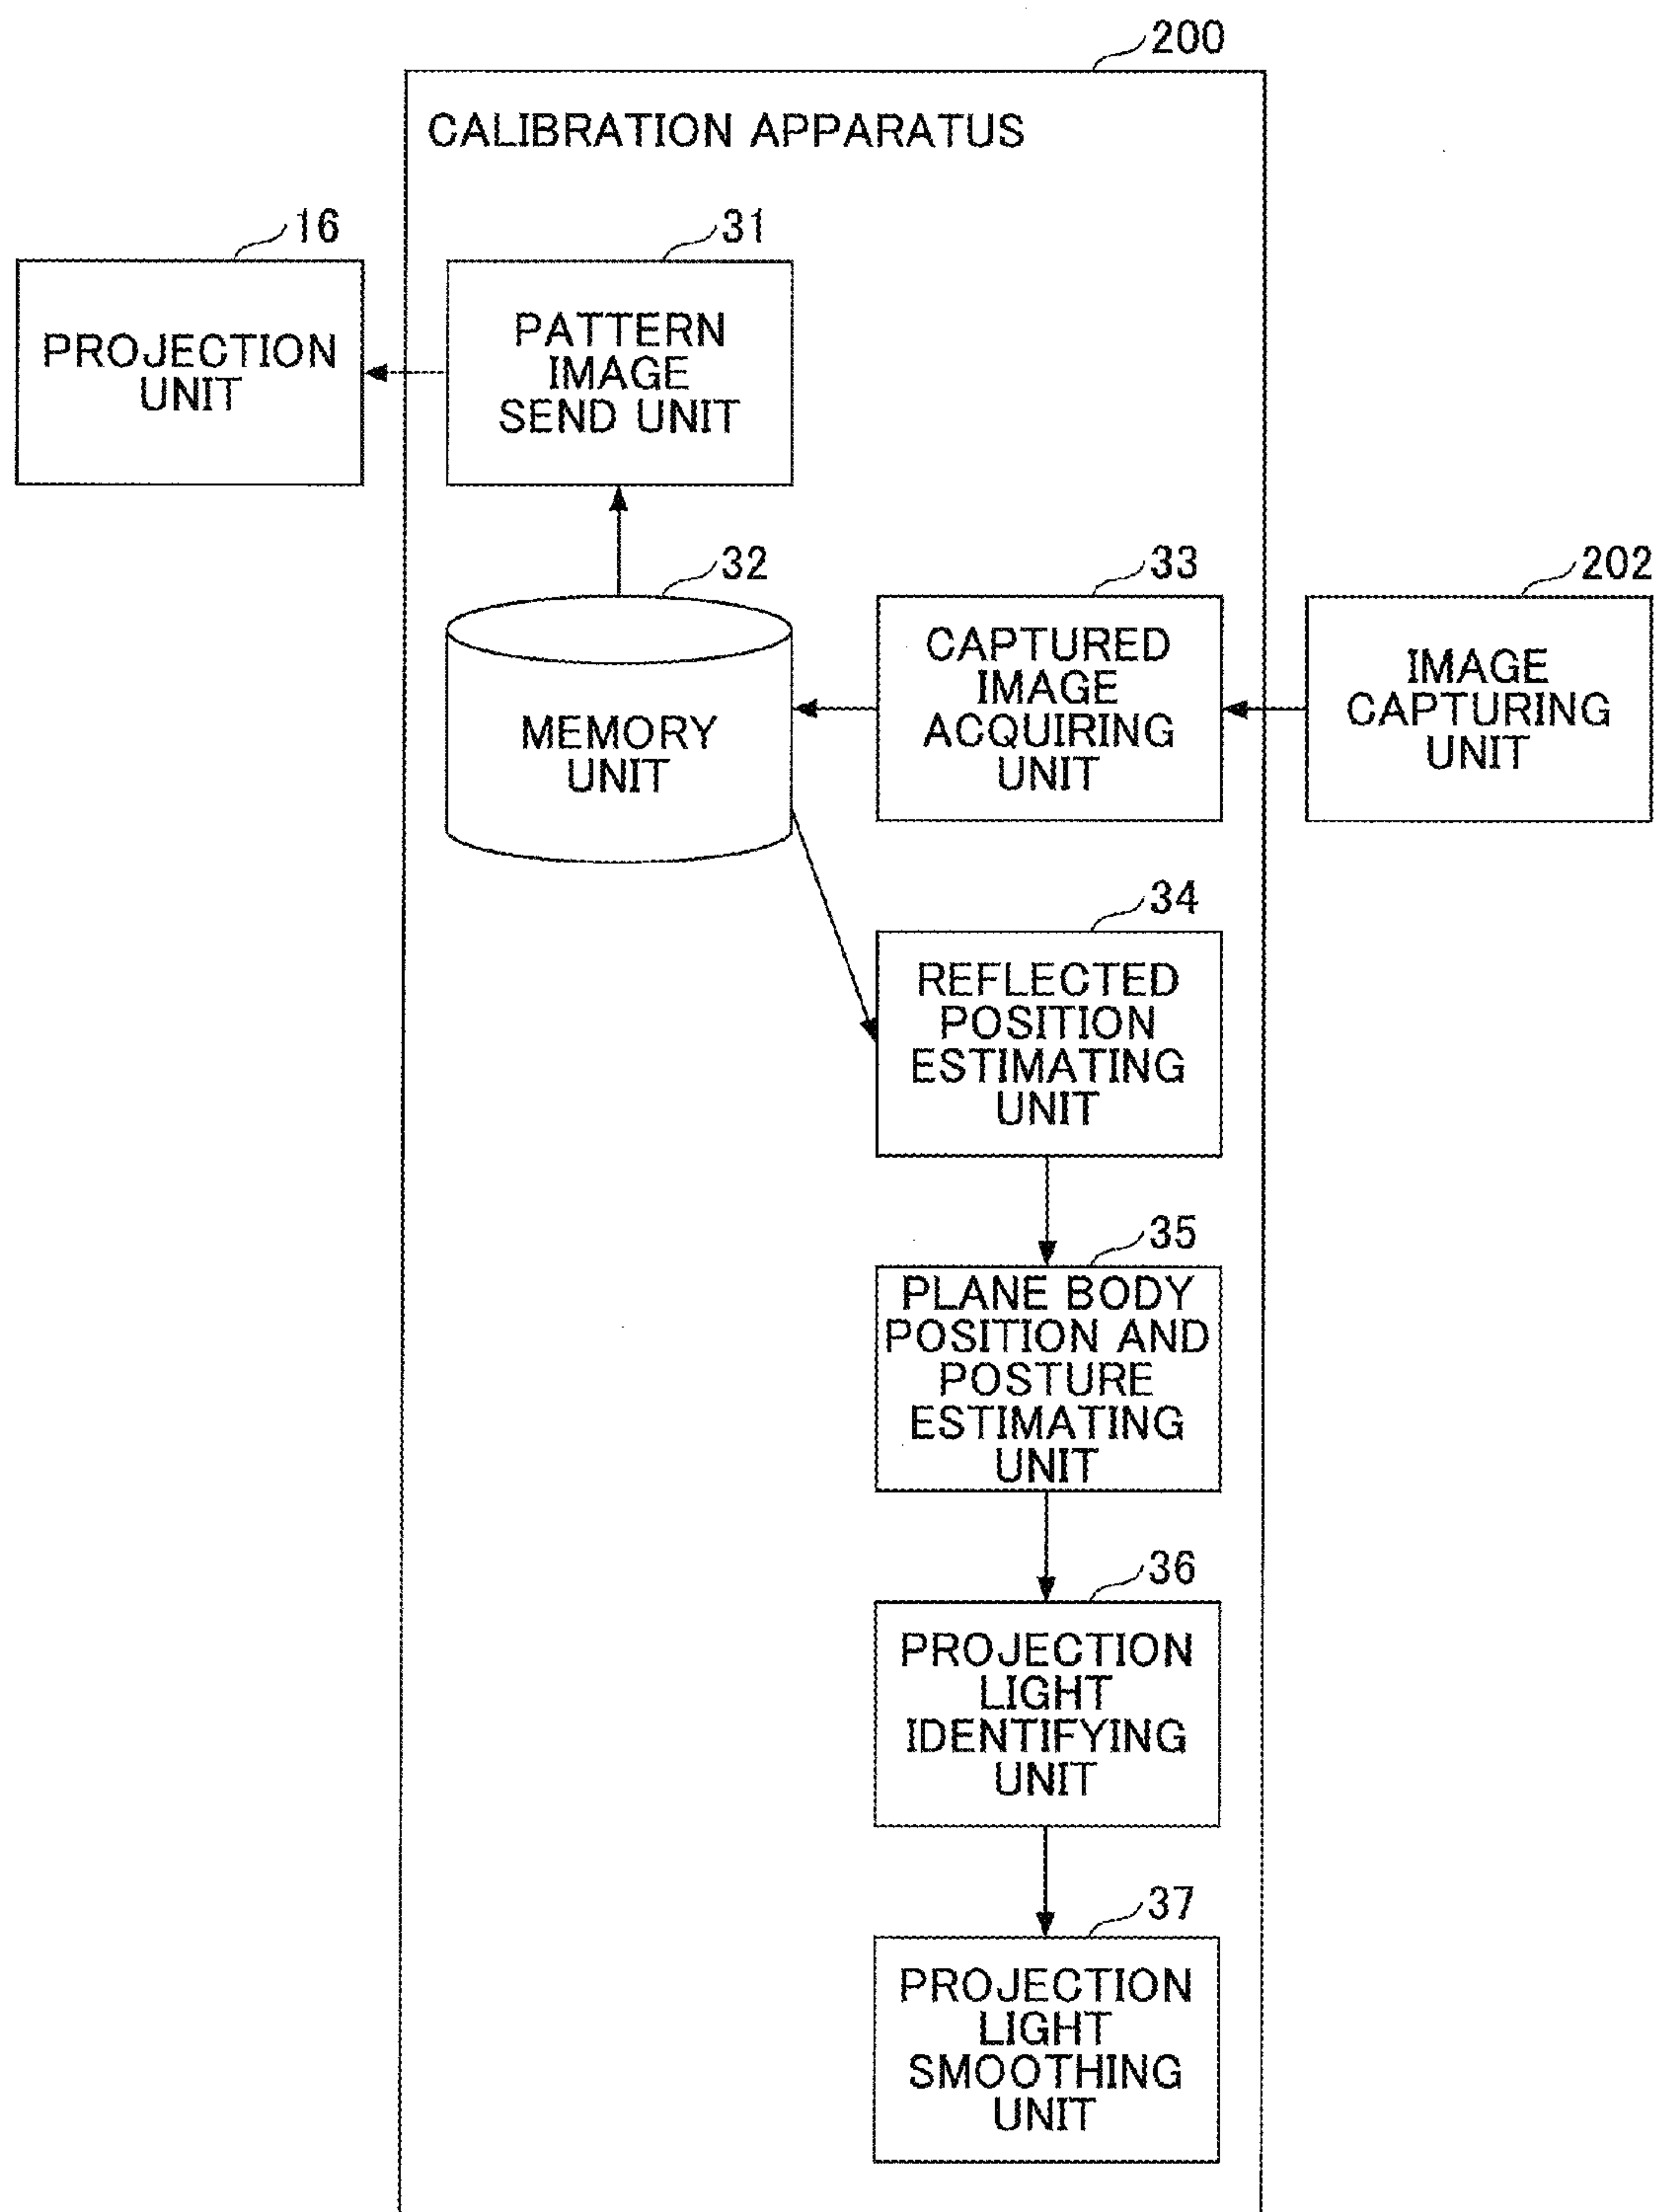 200
CALIBRATION APPARATUS
16
PROJECTION
UNIT
31
PATTERN
IMAGE
SEND UNIT
32
MEMORY
UNIT
33
CAPTURED
IMAGE
ACQUIRING
UNIT
202
IMAGE
CAPTURING
UNIT
34
REFLECTED
POSITION
ESTIMATING
UNIT
35
PLANE BODY
POSITION AND
POSTURE
ESTIMATING
UNIT
36
PROJECTION
LIGHT
IDENTIFYING
UNIT
37
PROJECTION
LIGHT
SMOOTHING
UNIT